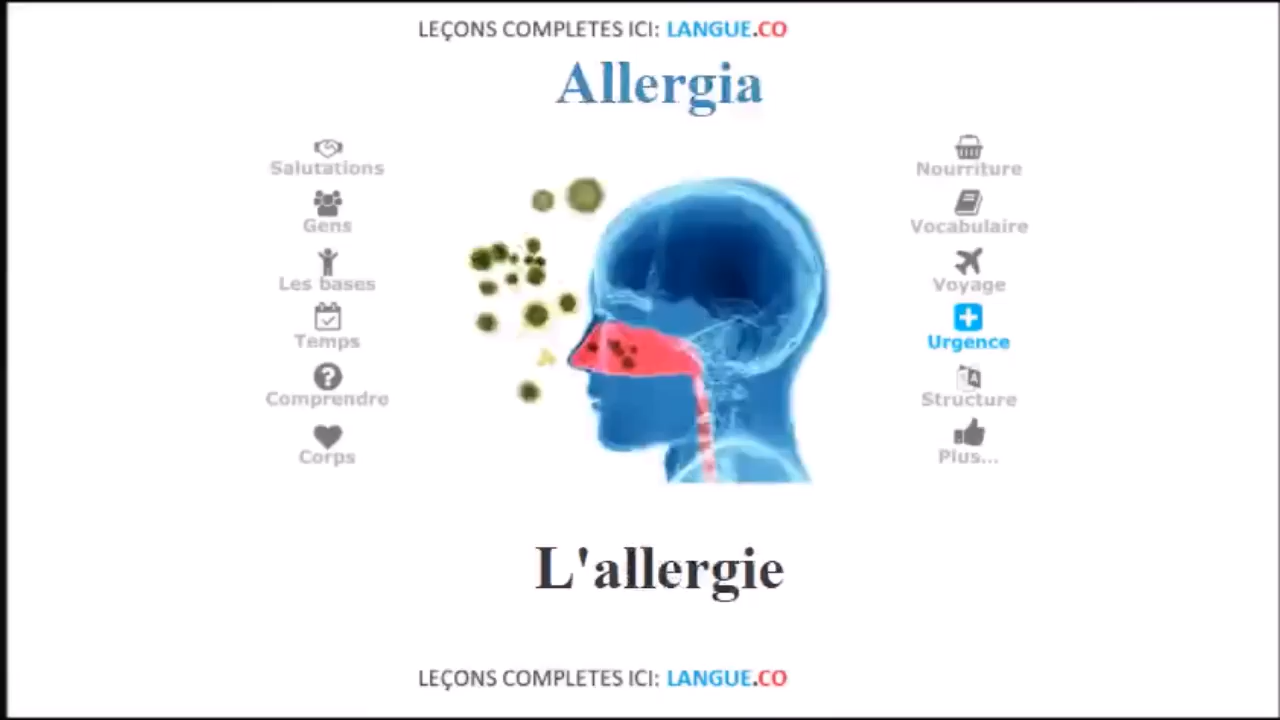 LEÇONS COMPLETES ICI: LANGUE.CO
Allergia
Salutations
Gens
Les bases
Temps
Comprendre
Corps
Nourriture
Vocabulaire
Voyage
Urgence
Structure
Plus...
L'allergie
LEÇONS COMPLETES ICI: LANGUE.CO